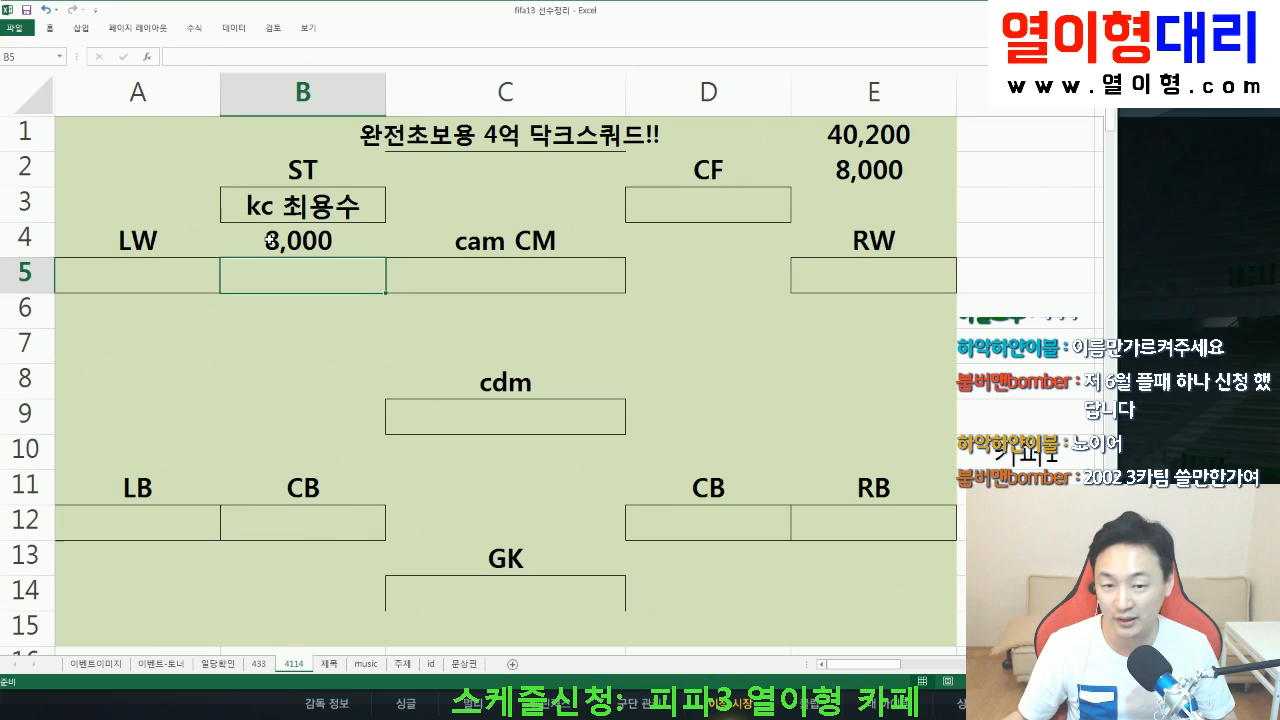 fifa13 선수정리 - Excel
파일 홈 삽입 페이지 레이아웃 수식 데이터 검토 보기
B5
fx
열이형대리
www.열이형.com
A B C D E
1 완전초보용 4억 닥크스쿼드!! 40,200
2 ST CF 8,000
3 kc 최용수
4 LW 8,000 cam CM RW
5
6
7
8 cdm
9
10
11 LB CB CB RB
12
13 GK
14
15
하악하얀이불 : 이름만가르켜주세요
붐버맨bomber : 저 6월 플패 하나 신청 했
답니다
하악하얀이불 : 뇨이어
붐버맨bomber : 2002 3카팀 쓸만한가여
이벤트이미지 이벤트-토너 일당확인 433 4114 제목 music 주제 id 문상퀸
준비
감독 정보 싱글
스케줄신청: 피파3 열이형 카페